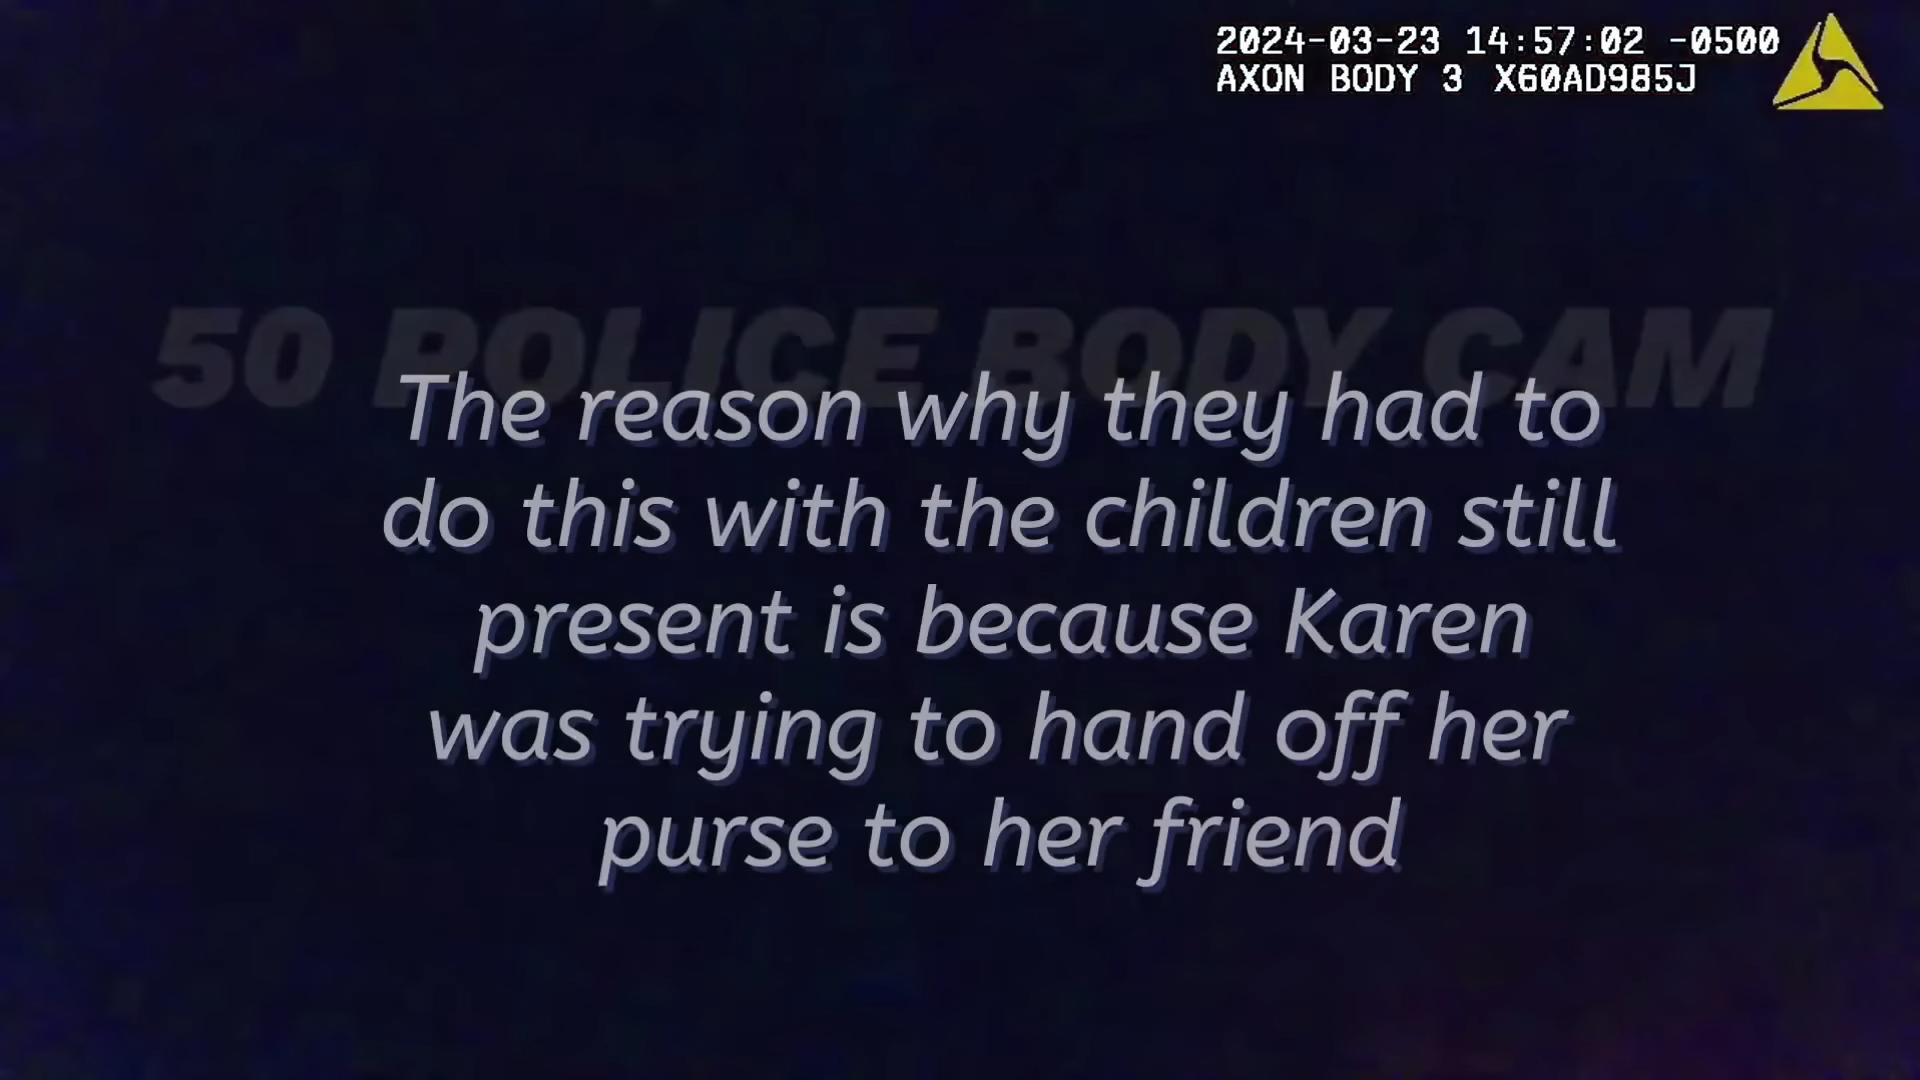 2024-03-23 14:57:02 -0500
AXON BODY 3 X60AD985J
50 POLICE BODY CAM
The reason why they had to
do this with the children still
present is because Karen
was trying to hand off her
purse to her friend